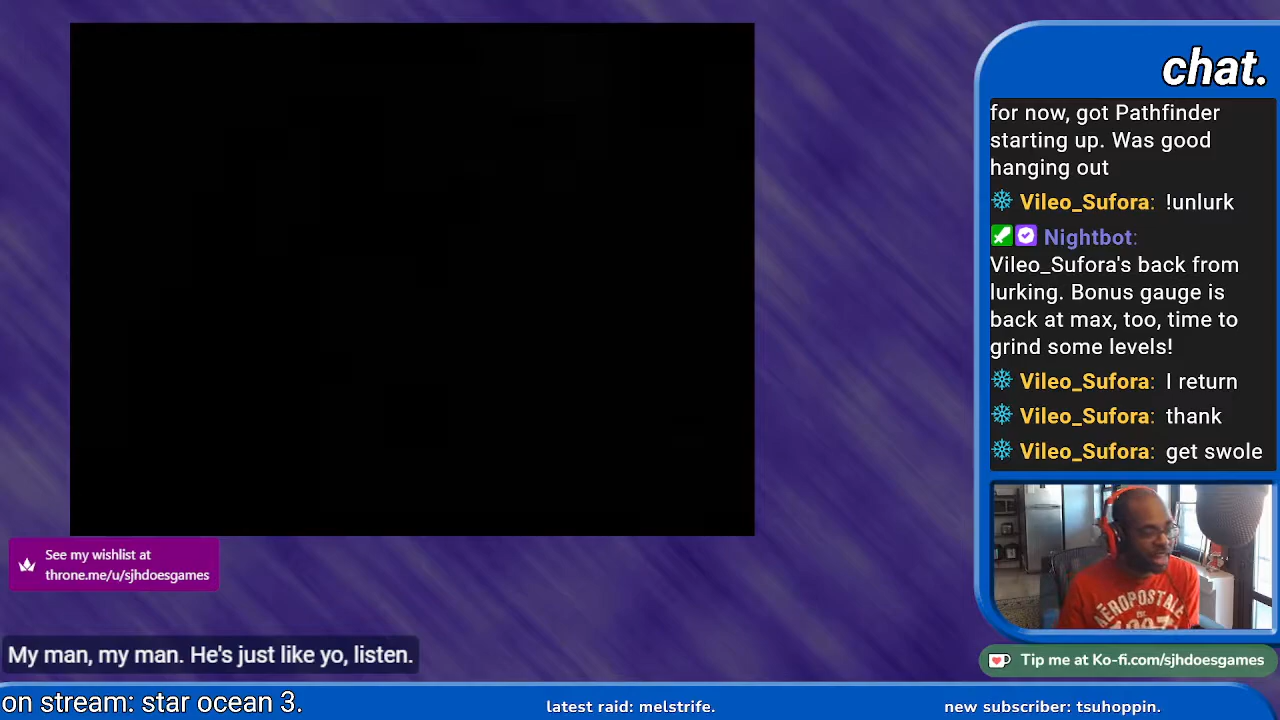 chat.
for now, got Pathfinder
starting up. Was good
hanging out
Vileo_Sufora: !unlurk
Nightbot:
Vileo_Sufora's back from
lurking. Bonus gauge is
back at max, too, time to
grind some levels!
Vileo_Sufora: I return
Vileo_Sufora: thank
Vileo_Sufora: get swole
See my wishlist at
throne.me/u/sjhdoesgames
AÉROPOSTALE
My man, my man. He's just like yo, listen.
Tip me at Ko-fi.com/sjhdoesgames
on stream: star ocean 3.
latest raid: melstrife.
new subscriber: tsuhoppin.